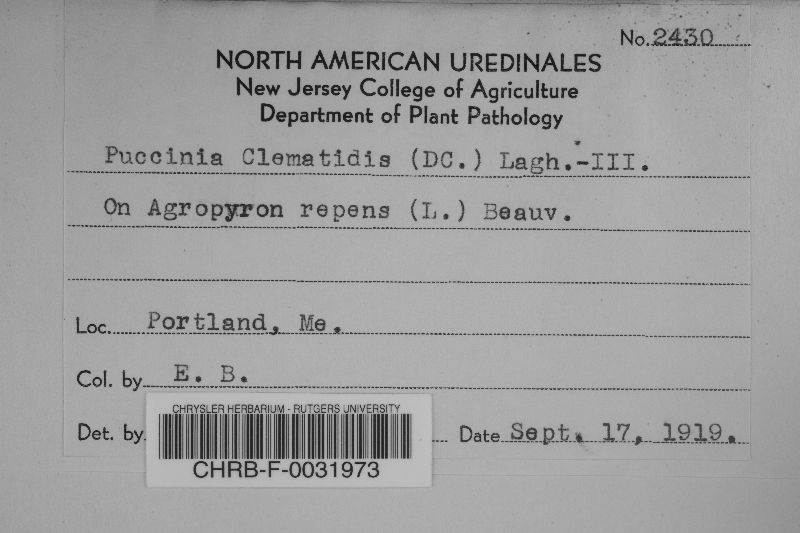 No. 2430
NORTH AMERICAN UREDINALES
New Jersey College of Agriculture
Department of Plant Pathology
Puccinia Clematidis (DC.) Lagh.-III.
On Agropyron repens (L.) Beauv.
Loc. Portland, Me.
Col. by E. B.
Det. by Date Sept. 17, 1919.
CHRYSLER HERBARIUM - RUTGERS UNIVERSITY
CHRB-F-0031973